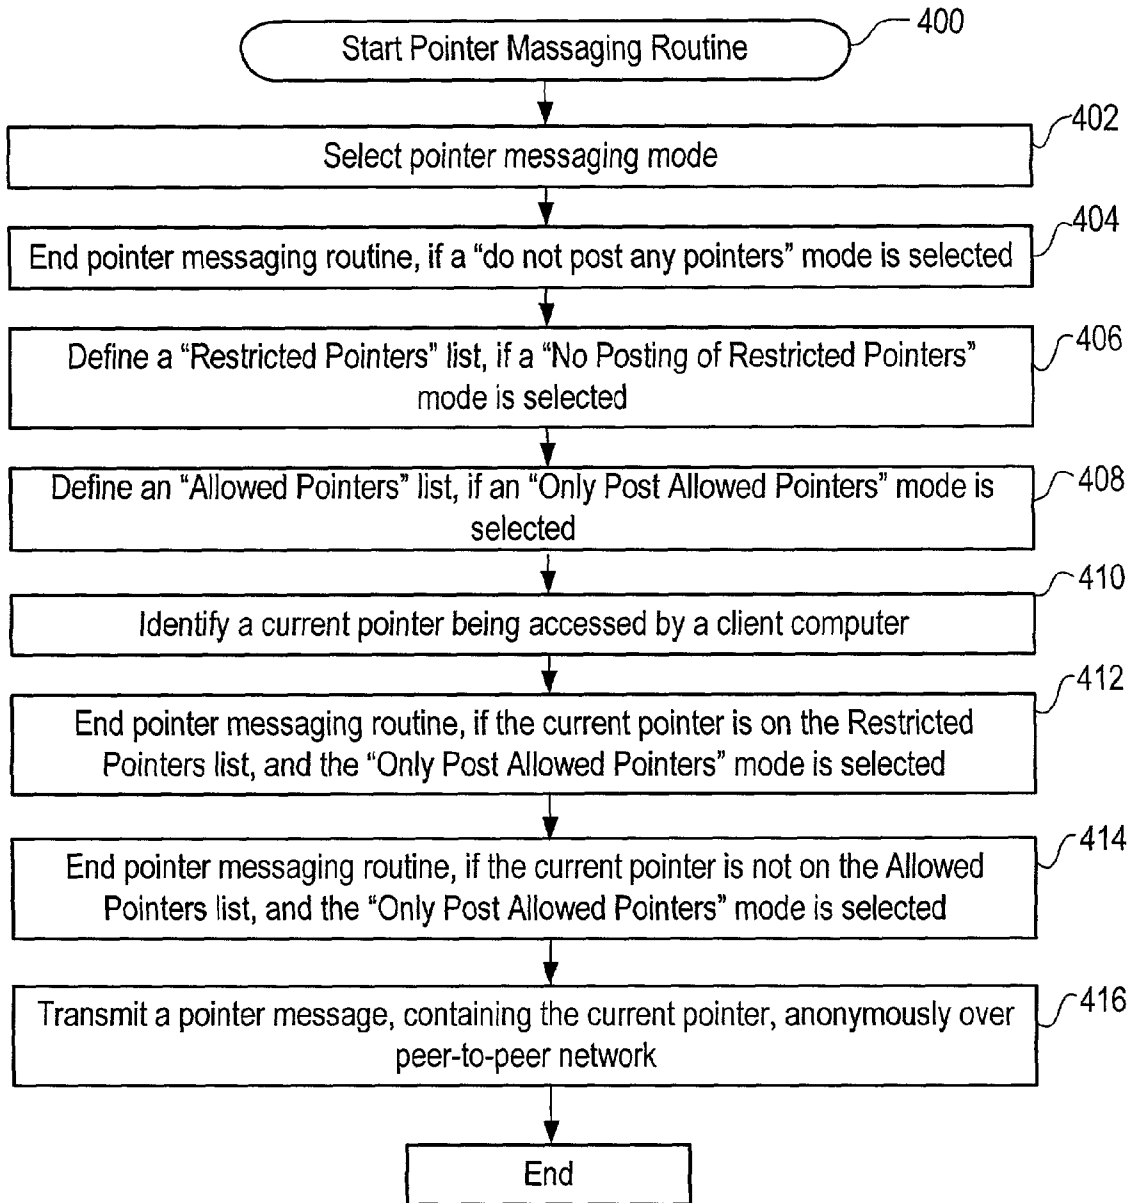 Start Pointer Massaging Routine
400
402
Select pointer messaging mode
404
End pointer messaging routine, if a “do not post any pointers” mode is selected
406
Define a “Restricted Pointers” list, if a “No Posting of Restricted Pointers”
mode is selected
408
Define an “Allowed Pointers” list, if an “Only Post Allowed Pointers” mode is
selected
410
Identify a current pointer being accessed by a client computer
412
End pointer messaging routine, if the current pointer is on the Restricted
Pointers list, and the “Only Post Allowed Pointers” mode is selected
414
End pointer messaging routine, if the current pointer is not on the Allowed
Pointers list, and the “Only Post Allowed Pointers” mode is selected
416
Transmit a pointer message, containing the current pointer, anonymously over
peer-to-peer network
End